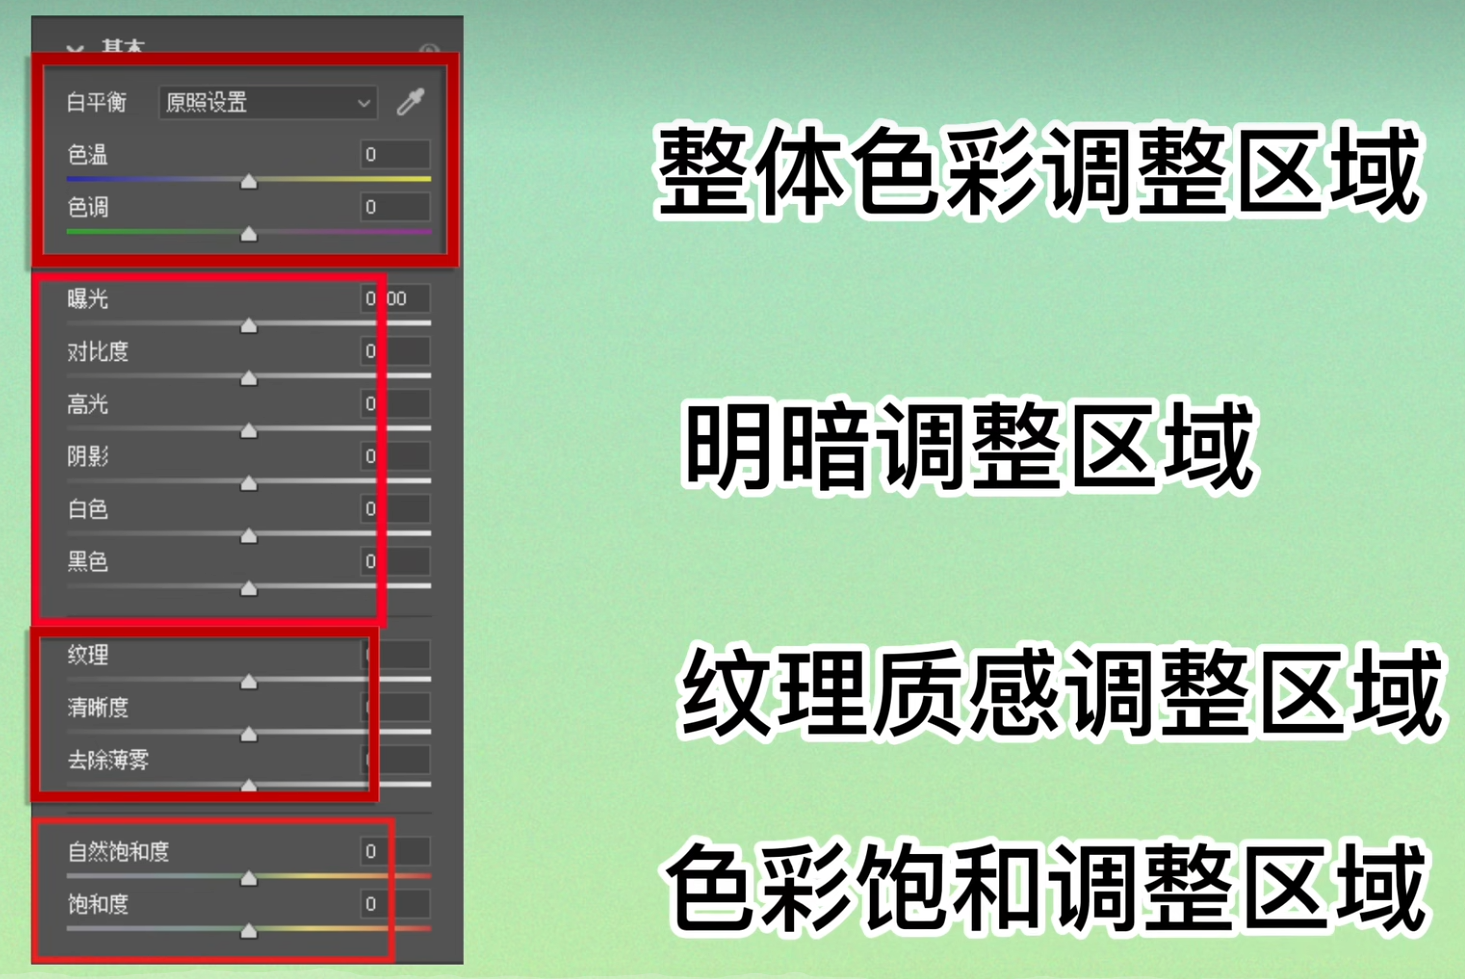 基本
白平衡 原照设置
色温 0
色调 0
整体色彩调整区域
曝光 0.00
对比度 0
高光 0
阴影 0
白色 0
黑色 0
明暗调整区域
纹理
清晰度
去除薄雾
纹理质感调整区域
自然饱和度 0
饱和度 0
色彩饱和调整区域